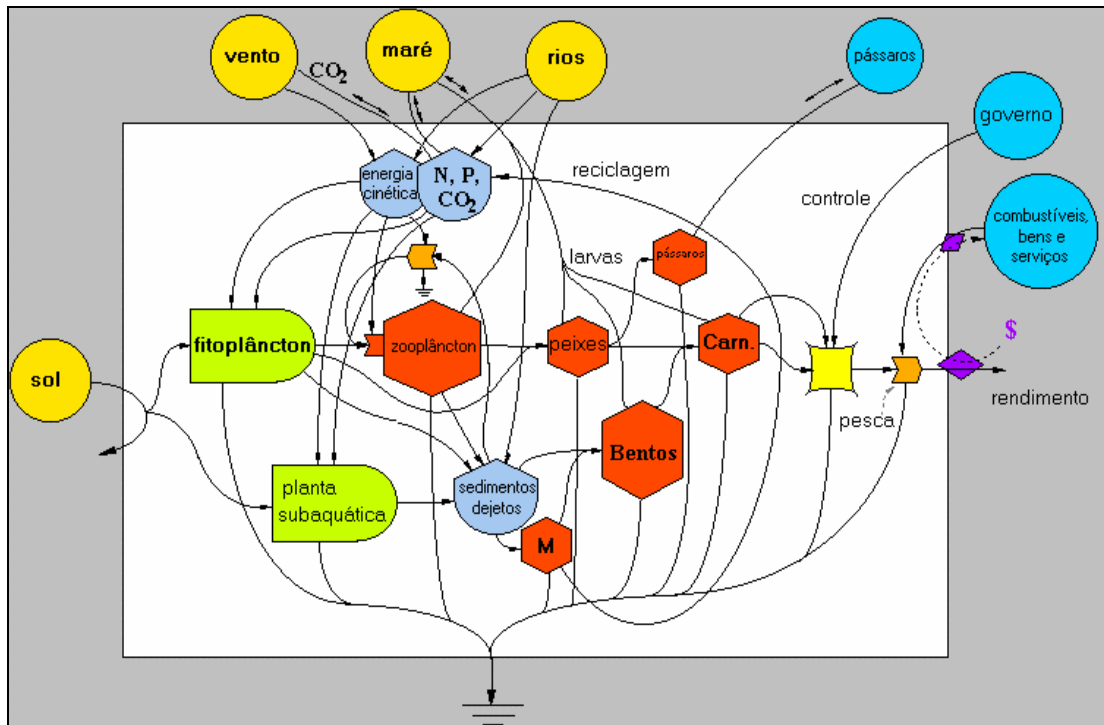 vento
CO2
maré
rios
pássaros
governo
combustíveis,
bens e
serviços
energia
cinética
N, P,
CO2
reciclagem
controle
larvas
pássaros
$
fitoplâncton
zooplâncton
peixes
Carn.
sol
rendimento
pesca
Bentos
planta
subaquática
sedimentos
dejetos
M